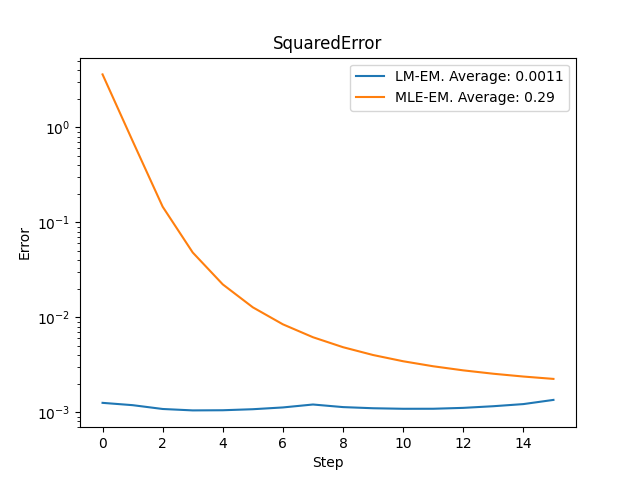 SquaredError
LM-EM. Average: 0.0011
MLE-EM. Average: 0.29
10⁰
10⁻¹
10⁻²
10⁻³
Error
0 2 4 6 8 10 12 14
Step